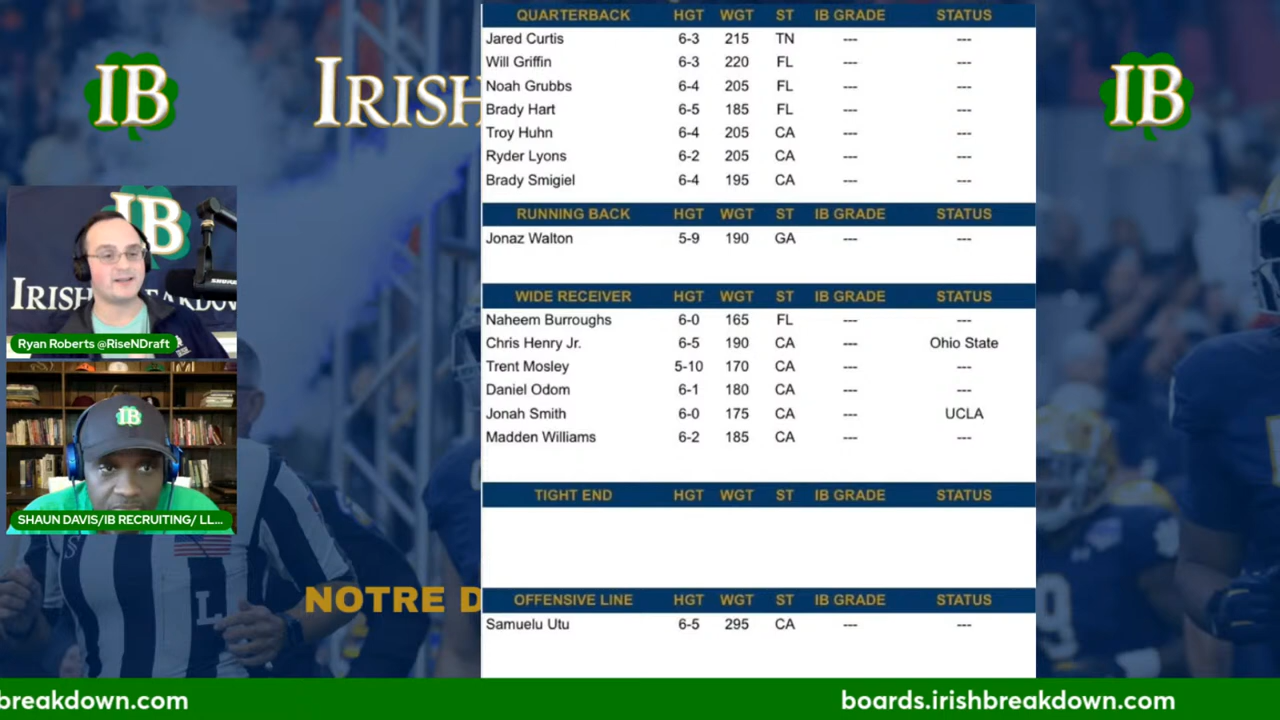 IB
IRISH
IB
QUARTERBACK HGT WGT ST IB GRADE STATUS
Jared Curtis 6-3 215 TN --- ---
Will Griffin 6-3 220 FL --- ---
Noah Grubbs 6-4 205 FL --- ---
Brady Hart 6-5 185 FL --- ---
Troy Huhn 6-4 205 CA --- ---
Ryder Lyons 6-2 205 CA --- ---
Brady Smigiel 6-4 195 CA --- ---
RUNNING BACK HGT WGT ST IB GRADE STATUS
Jonaz Walton 5-9 190 GA --- ---
WIDE RECEIVER HGT WGT ST IB GRADE STATUS
Naheem Burroughs 6-0 165 FL --- ---
Chris Henry Jr. 6-5 190 CA --- Ohio State
Trent Mosley 5-10 170 CA --- ---
Daniel Odom 6-1 180 CA --- ---
Jonah Smith 6-0 175 CA --- UCLA
Madden Williams 6-2 185 CA --- ---
TIGHT END HGT WGT ST IB GRADE STATUS
OFFENSIVE LINE HGT WGT ST IB GRADE STATUS
Samuelu Utu 6-5 295 CA --- ---
IB
IRISH
Ryan Roberts @RiseNDraft
IB
SHAUN DAVIS/IB RECRUITING/ LL...
L
NOTRE D
breakdown.com
boards.irishbreakdown.com